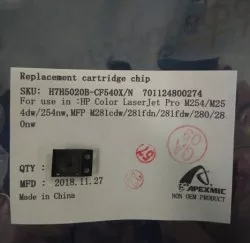 Replacement cartridge chip
SKU: H7H5020B-CF540X/N 701124800274
For use in :HP Color LaserJet Pro M254/M25
4dw/254nw,MFP M281cdw/281fdn/281fdw/280/28
0nw
QTY :
MFD : 2018.11.27
Made in China
APEXMIC
NON OEM PRODUCT